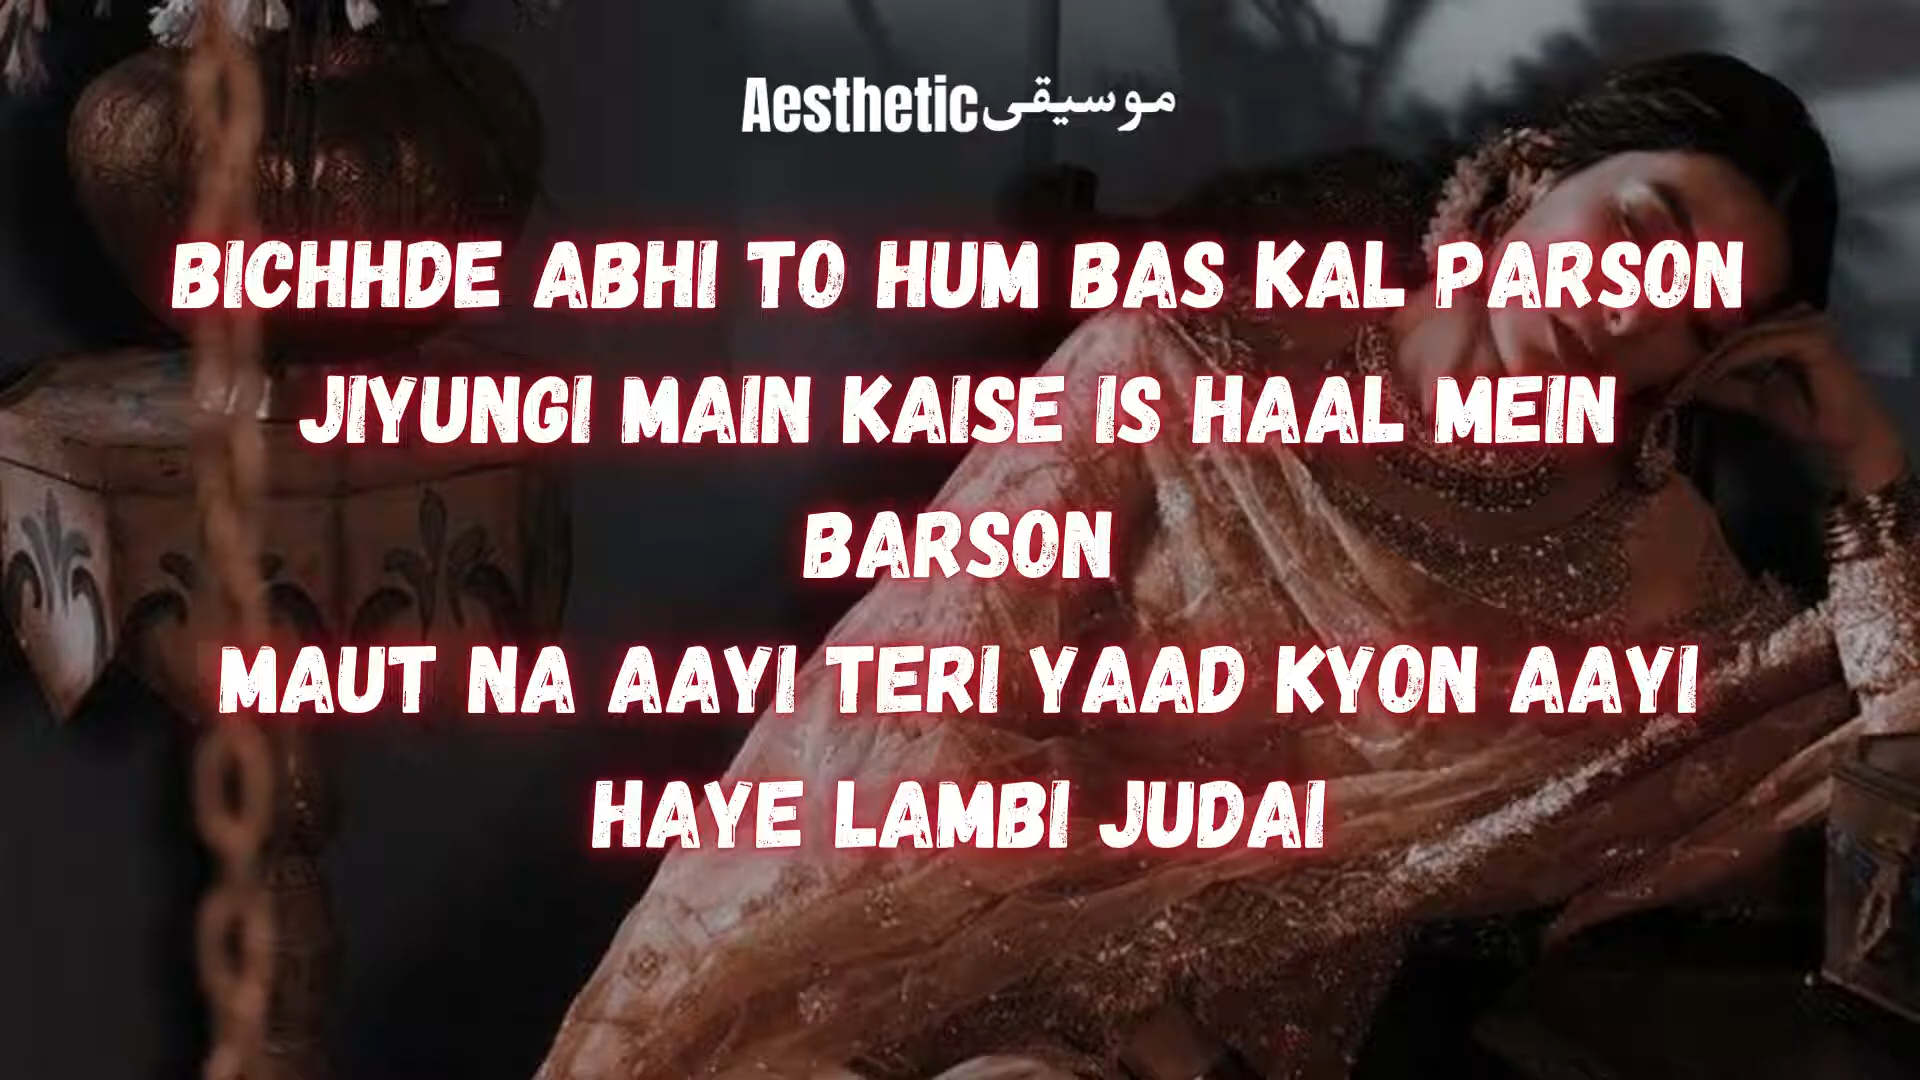 Aestheticموسیقی
BICHHDE ABHI TO HUM BAS KAL PARSON
JIYUNGI MAIN KAISE IS HAAL MEIN
BARSON
MAUT NA AAYI TERI YAAD KYON AAYI
HAYE LAMBI JUDAI